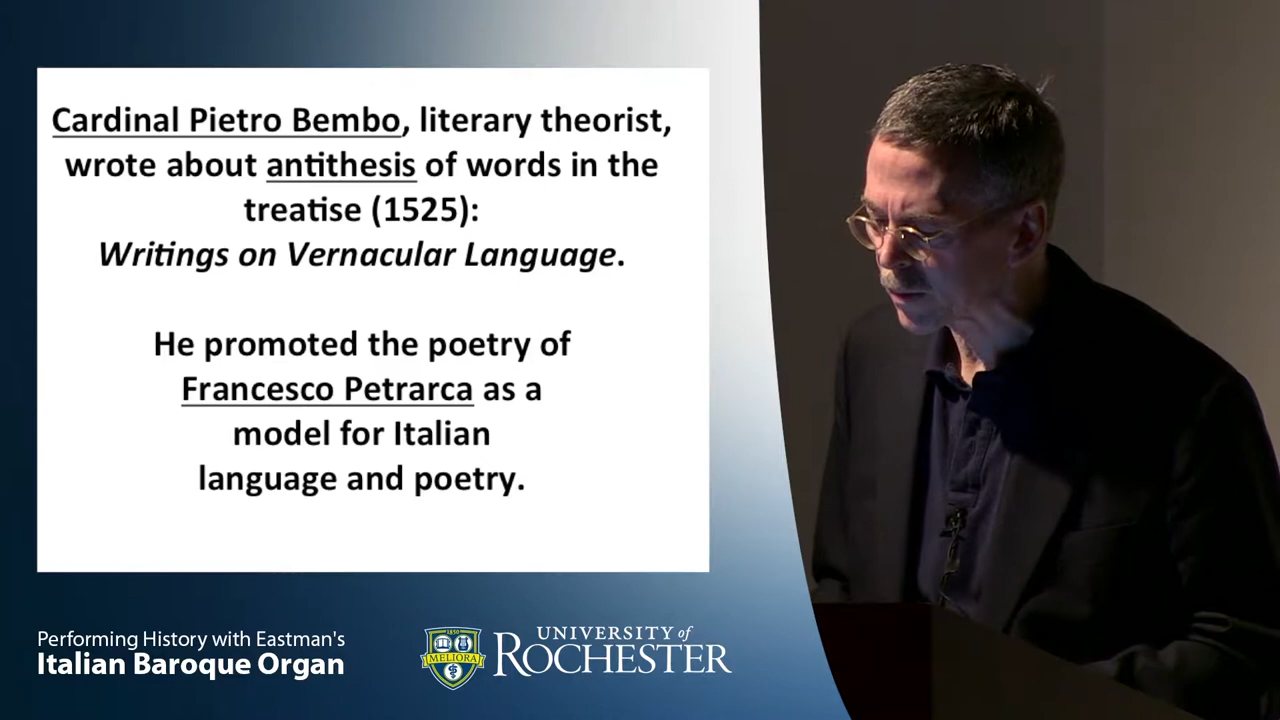 Cardinal Pietro Bembo, literary theorist,
wrote about antithesis of words in the
treatise (1525):
Writings on Vernacular Language.
He promoted the poetry of
Francesco Petrarca as a
model for Italian
language and poetry.
Performing History with Eastman's
Italian Baroque Organ
1850
MELIORA
UNIVERSITY of
ROCHESTER